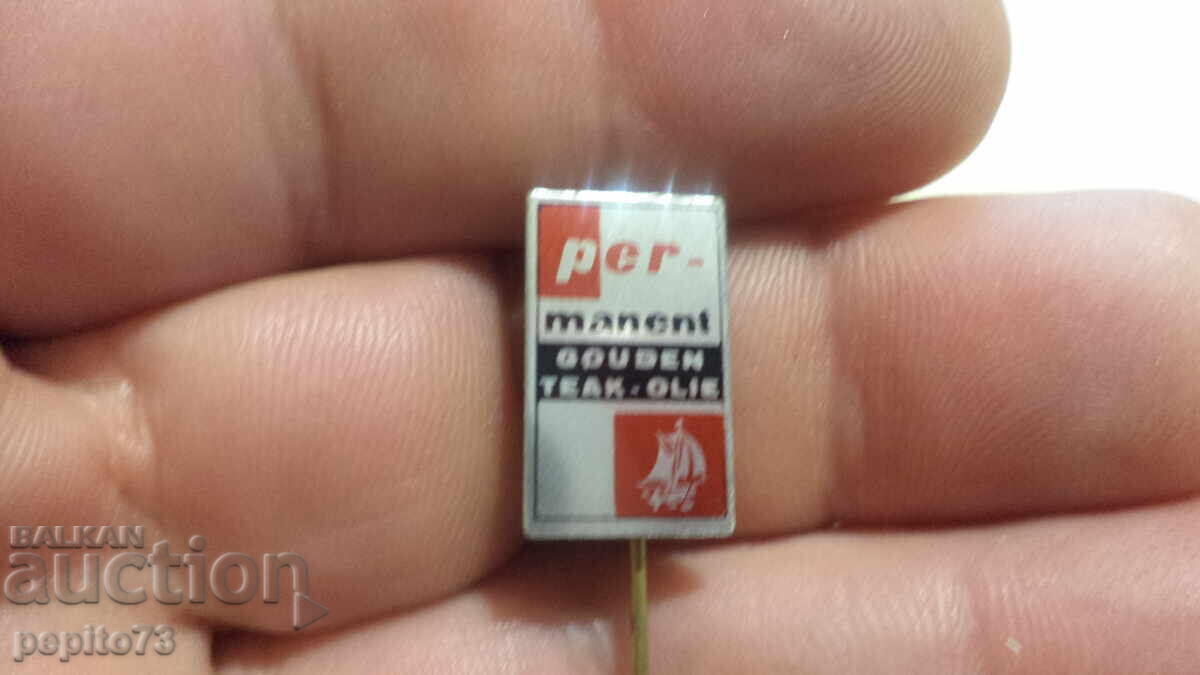 per-
manent
GOUDEN
TEAK-OLIE
BALKAN
auction
pepito73